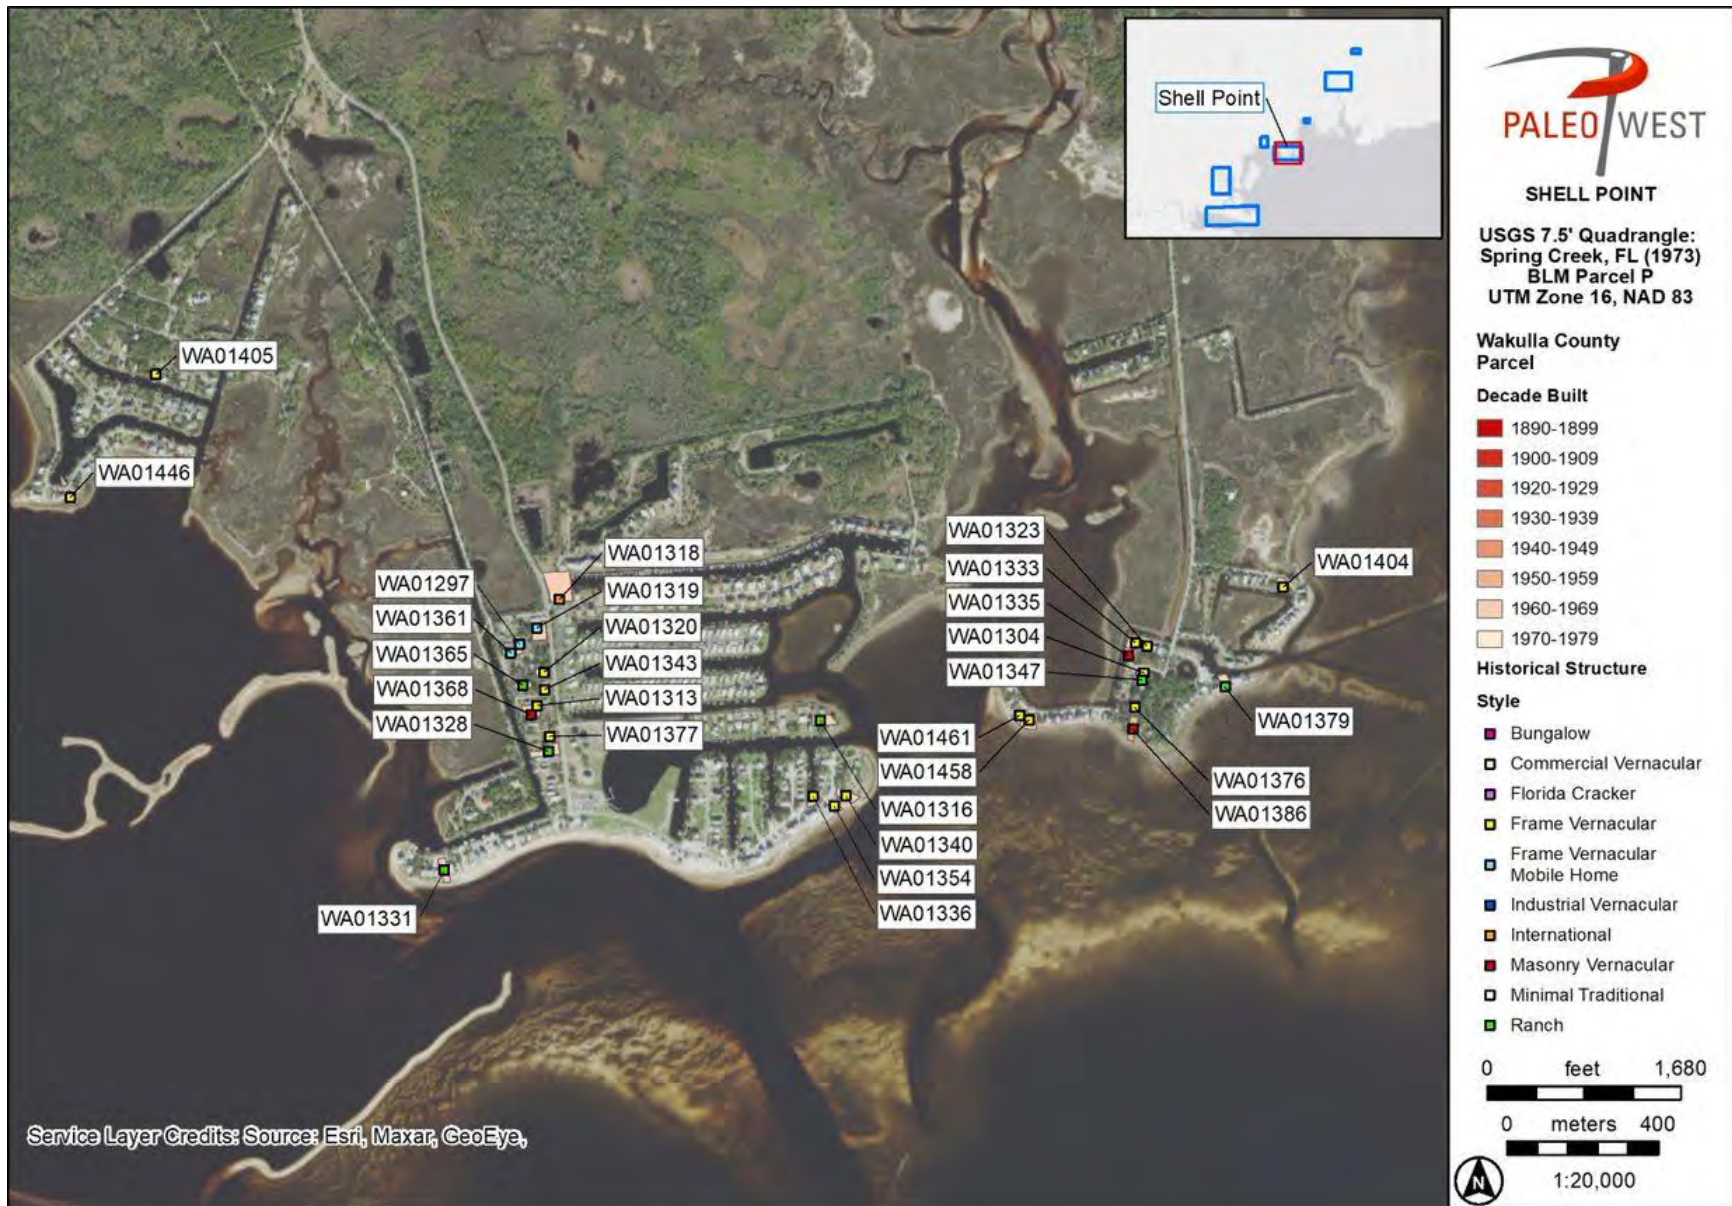 Shell Point
WA01405
WA01446
WA01318
WA01297
WA01319
WA01361
WA01320
WA01365
WA01343
WA01368
WA01313
WA01328
WA01377
WA01331
WA01323
WA01333
WA01335
WA01304
WA01347
WA01404
WA01379
WA01461
WA01458
WA01376
WA01386
WA01316
WA01340
WA01354
WA01336
Service Layer Credits: Source: Esri, Maxar, GeoEye,
PALEO WEST
SHELL POINT
USGS 7.5' Quadrangle:
Spring Creek, FL (1973)
BLM Parcel P
UTM Zone 16, NAD 83
Wakulla County
Parcel
Decade Built
1890-1899
1900-1909
1920-1929
1930-1939
1940-1949
1950-1959
1960-1969
1970-1979
Historical Structure
Style
Bungalow
Commercial Vernacular
Florida Cracker
Frame Vernacular
Frame Vernacular
Mobile Home
Industrial Vernacular
International
Masonry Vernacular
Minimal Traditional
Ranch
0 feet 1,680
0 meters 400
N
1:20,000